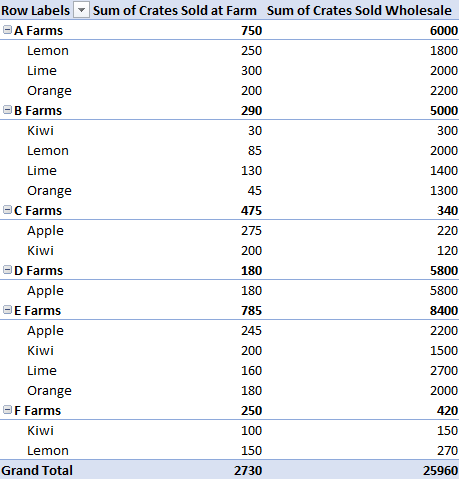 Row Labels Sum of Crates Sold at Farm Sum of Crates Sold Wholesale
A Farms 750 6000
Lemon 250 1800
Lime 300 2000
Orange 200 2200
B Farms 290 5000
Kiwi 30 300
Lemon 85 2000
Lime 130 1400
Orange 45 1300
C Farms 475 340
Apple 275 220
Kiwi 200 120
D Farms 180 5800
Apple 180 5800
E Farms 785 8400
Apple 245 2200
Kiwi 200 1500
Lime 160 2700
Orange 180 2000
F Farms 250 420
Kiwi 100 150
Lemon 150 270
Grand Total 2730 25960